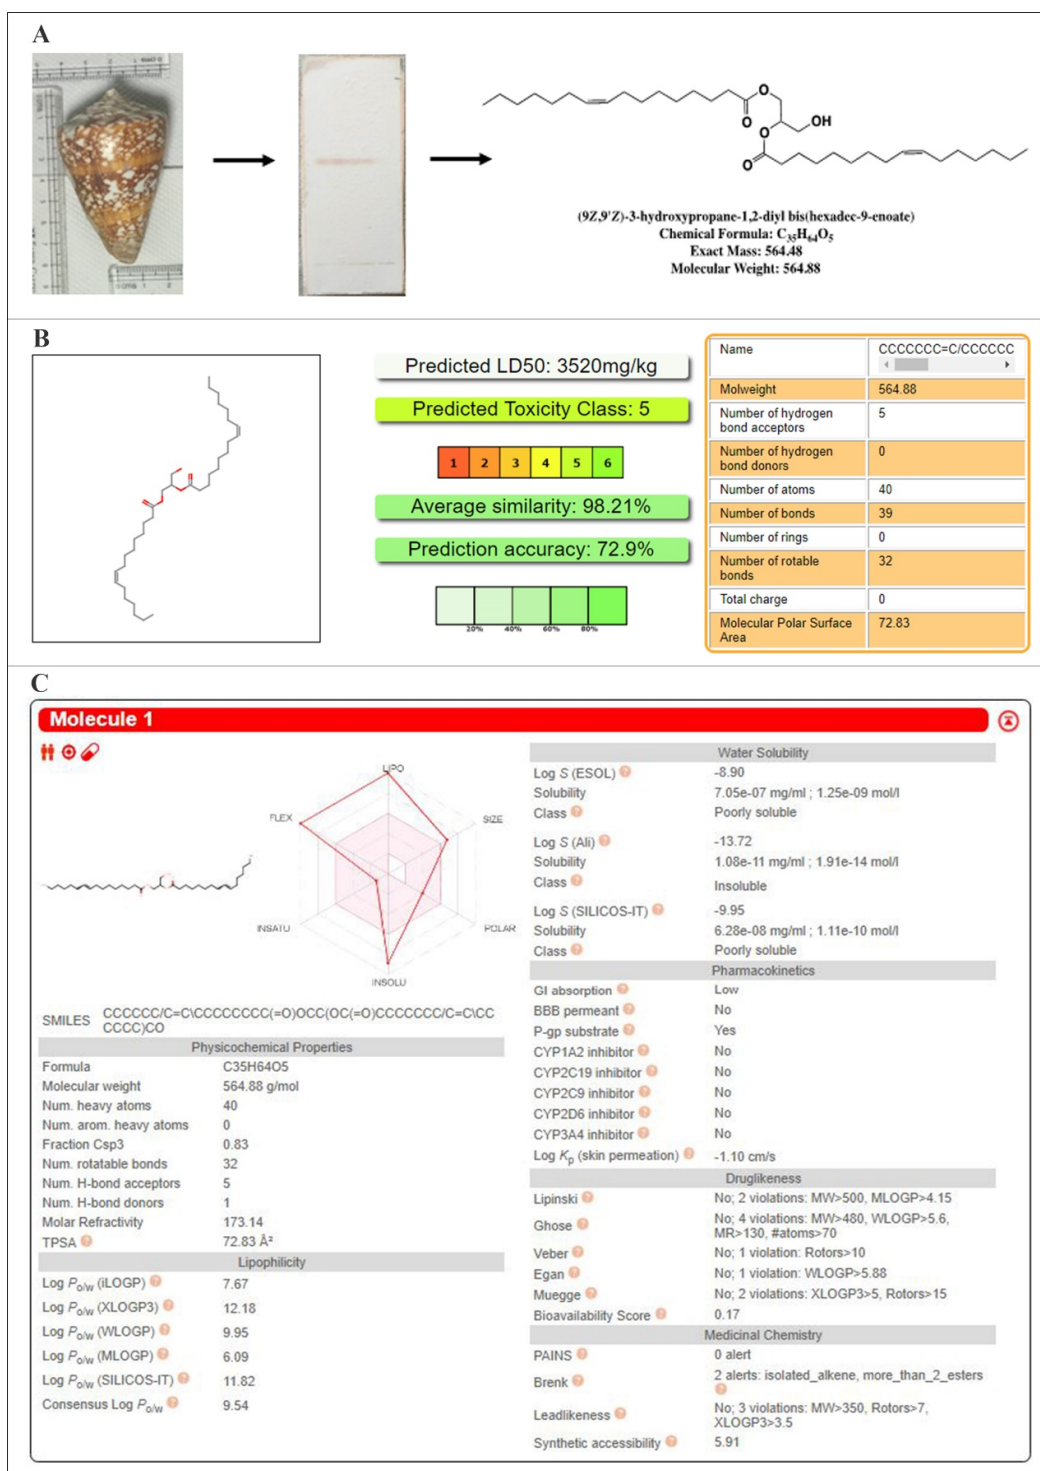 A
O
O
O
O
OH
(9Z,9'Z)-3-hydroxypropane-1,2-diyl bis(hexadec-9-enoate)
Chemical Formula: C35H64O5
Exact Mass: 564.48
Molecular Weight: 564.88
B
Predicted LD50: 3520mg/kg
Predicted Toxicity Class: 5
1 2 3 4 5 6
Average similarity: 98.21%
Prediction accuracy: 72.9%
20% 40% 60% 80%
Name CCCCCCC=C/CCCCCC
Molweight 564.88
Number of hydrogen
bond acceptors 5
Number of hydrogen
bond donors 0
Number of atoms 40
Number of bonds 39
Number of rings 0
Number of rotable
bonds 32
Total charge 0
Molecular Polar Surface
Area 72.83
C
Molecule 1
LIPO
FLEX
SIZE
INSATU
POLAR
INSOLU
SMILES CCCCCC/C=C\CCCCCCCC(=O)OCC(OC(=O)CCCCCCC/C=C\CC
CCCC)CO
Physicochemical Properties
Formula C35H64O5
Molecular weight 564.88 g/mol
Num. heavy atoms 40
Num. arom. heavy atoms 0
Fraction Csp3 0.83
Num. rotatable bonds 32
Num. H-bond acceptors 5
Num. H-bond donors 1
Molar Refractivity 173.14
TPSA 72.83 Å²
Lipophilicity
Log Po/w (iLOGP) 7.67
Log Po/w (XLOGP3) 12.18
Log Po/w (WLOGP) 9.95
Log Po/w (MLOGP) 6.09
Log Po/w (SILICOS-IT) 11.82
Consensus Log Po/w 9.54
Water Solubility
Log S (ESOL) -8.90
Solubility 7.05e-07 mg/ml ; 1.25e-09 mol/l
Class Poorly soluble
Log S (Ali) -13.72
Solubility 1.08e-11 mg/ml ; 1.91e-14 mol/l
Class Insoluble
Log S (SILICOS-IT) -9.95
Solubility 6.28e-08 mg/ml ; 1.11e-10 mol/l
Class Poorly soluble
Pharmacokinetics
GI absorption Low
BBB permeant No
P-gp substrate Yes
CYP1A2 inhibitor No
CYP2C19 inhibitor No
CYP2C9 inhibitor No
CYP2D6 inhibitor No
CYP3A4 inhibitor No
Log Kp (skin permeation) -1.10 cm/s
Druglikeness
Lipinski No; 2 violations: MW>500, MLOGP>4.15
Ghose No; 4 violations: MW>480, WLOGP>5.6,
MR>130, #atoms>70
Veber No; 1 violation: Rotors>10
Egan No; 1 violation: WLOGP>5.88
Muegge No; 2 violations: XLOGP3>5, Rotors>15
Bioavailability Score 0.17
Medicinal Chemistry
PAINS 0 alert
Brenk 2 alerts: isolated_alkene, more_than_2_esters
Leadlikeness No; 3 violations: MW>350, Rotors>7,
XLOGP3>3.5
Synthetic accessibility 5.91